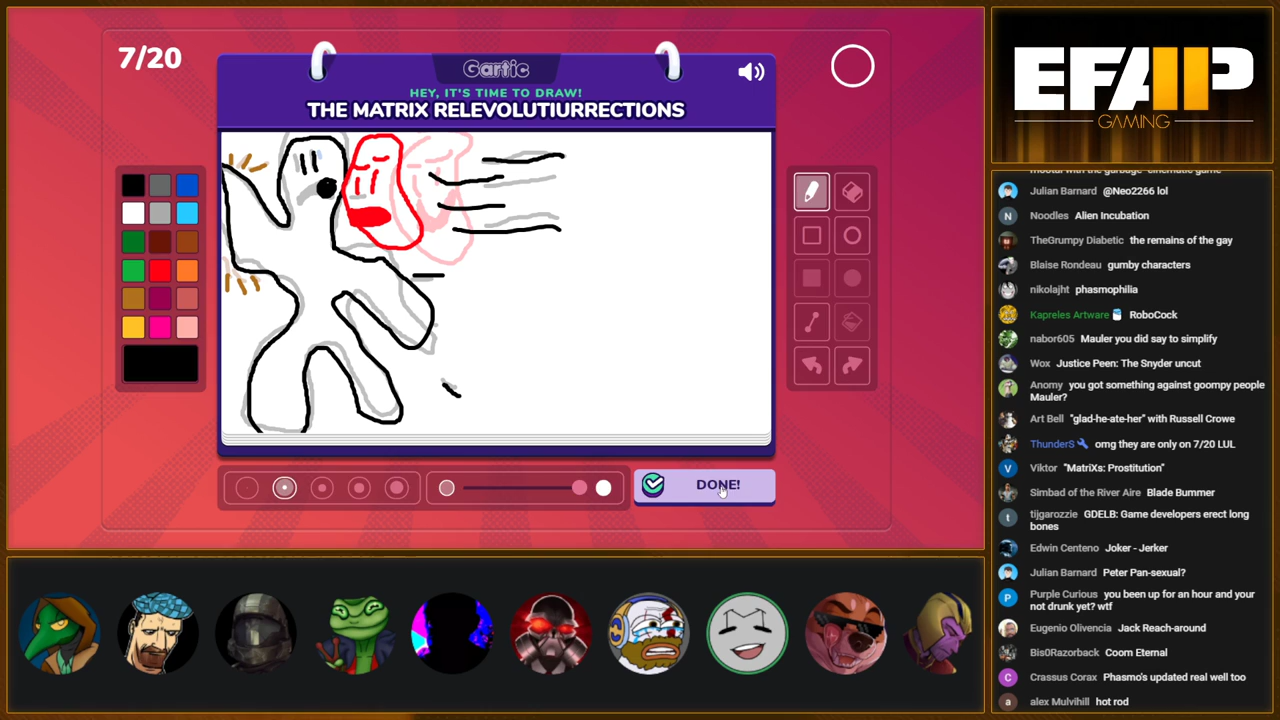 7/20
Gartic
HEY, IT'S TIME TO DRAW!
THE MATRIX RELEVOLUTIURRECTIONS
DONE!
EFAP
GAMING
mootal with the garbage "cinematic game"
Julian Barnard @Neo2266 lol
Noodles Alien Incubation
TheGrumpy Diabetic the remains of the gay
Blaise Rondeau gumby characters
nikolajht phasmophilia
Kapreles Artware RoboCock
nabor605 Mauler you did say to simplify
Wox Justice Peen: The Snyder uncut
Anomy you got something against goompy people
Mauler?
Art Bell "glad-he-ate-her" with Russell Crowe
ThunderS omg they are only on 7/20 LUL
Viktor "MatriXs: Prostitution"
Simbad of the River Aire Blade Bummer
tijgarozzie GDELB: Game developers erect long
bones
Edwin Centeno Joker - Jerker
Julian Barnard Peter Pan-sexual?
Purple Curious you been up for an hour and your
not drunk yet? wtf
Eugenio Olivencia Jack Reach-around
Bis0Razorback Coom Eternal
Crassus Corax Phasmo's updated real well too
alex Mulvihill hot rod